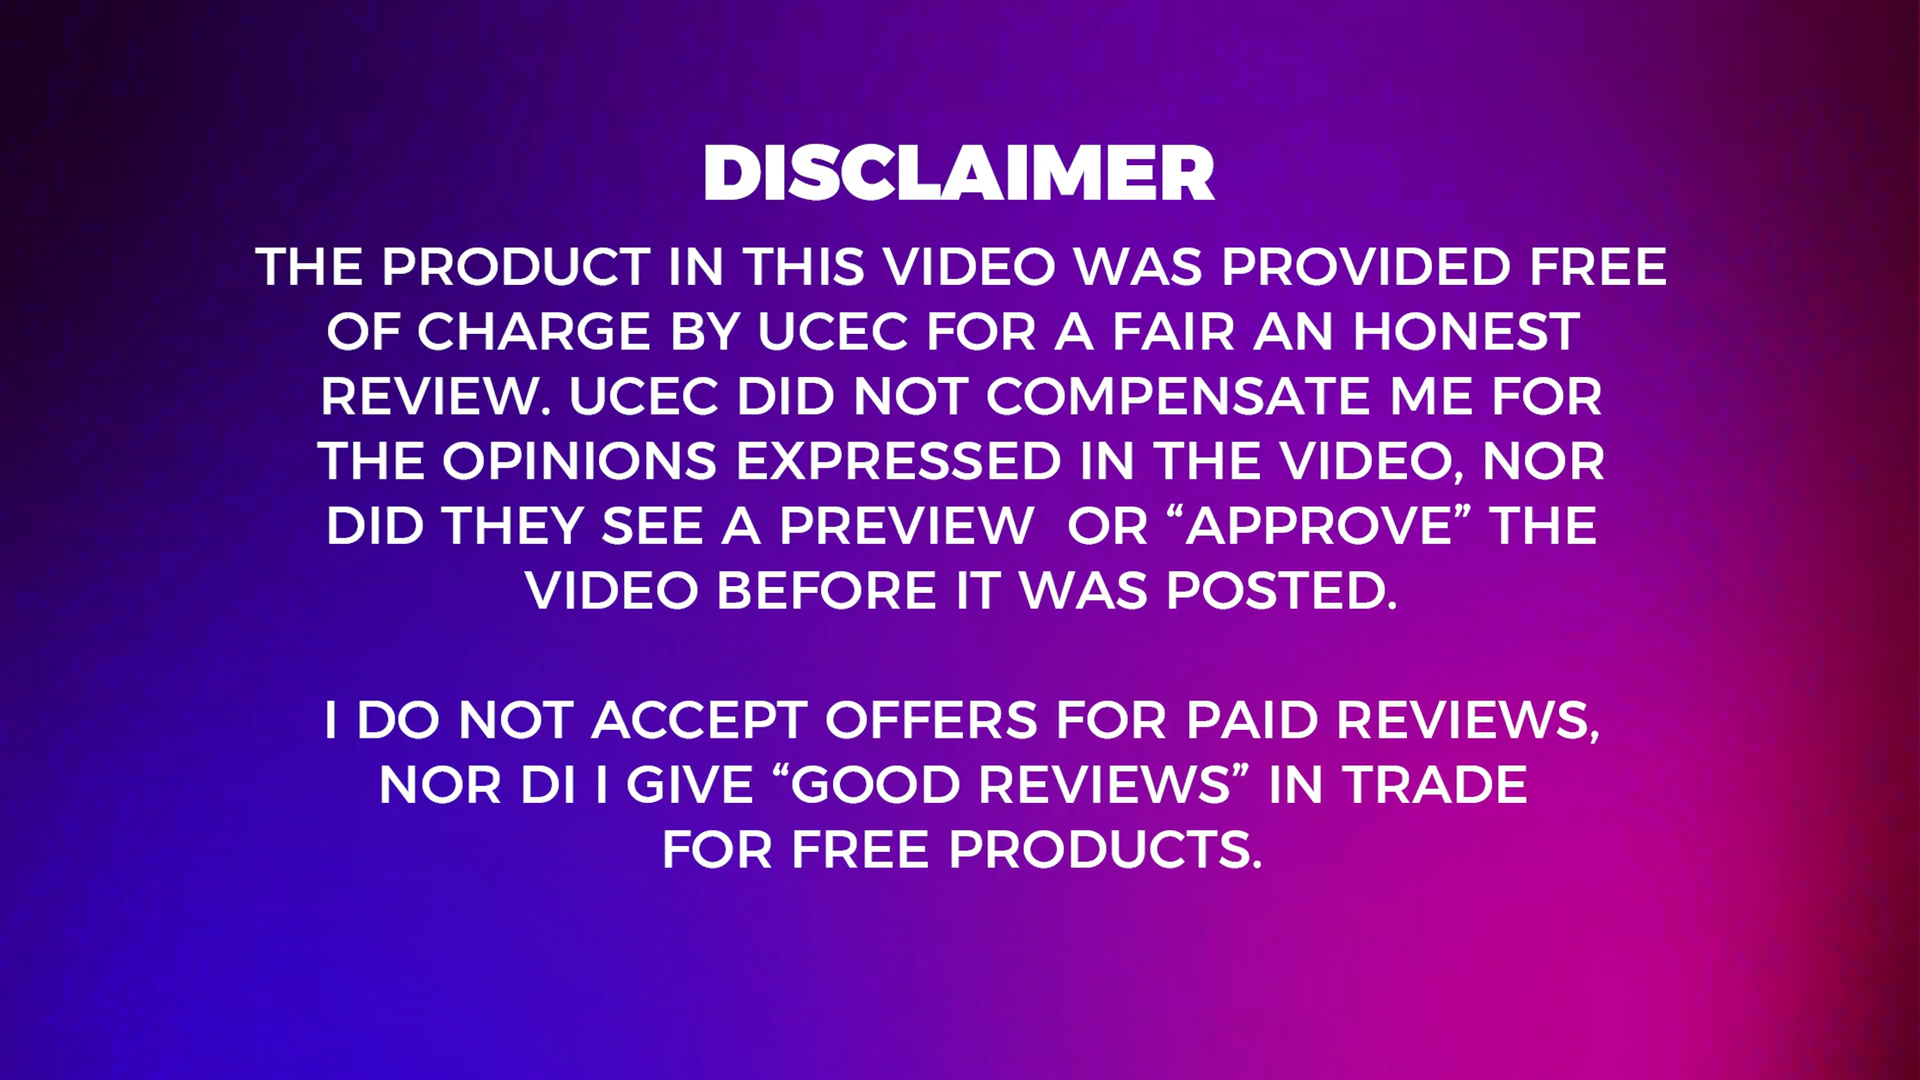 DISCLAIMER
THE PRODUCT IN THIS VIDEO WAS PROVIDED FREE
OF CHARGE BY UCEC FOR A FAIR AN HONEST
REVIEW. UCEC DID NOT COMPENSATE ME FOR
THE OPINIONS EXPRESSED IN THE VIDEO, NOR
DID THEY SEE A PREVIEW  OR “APPROVE” THE
VIDEO BEFORE IT WAS POSTED.
I DO NOT ACCEPT OFFERS FOR PAID REVIEWS,
NOR DI I GIVE “GOOD REVIEWS” IN TRADE
FOR FREE PRODUCTS.